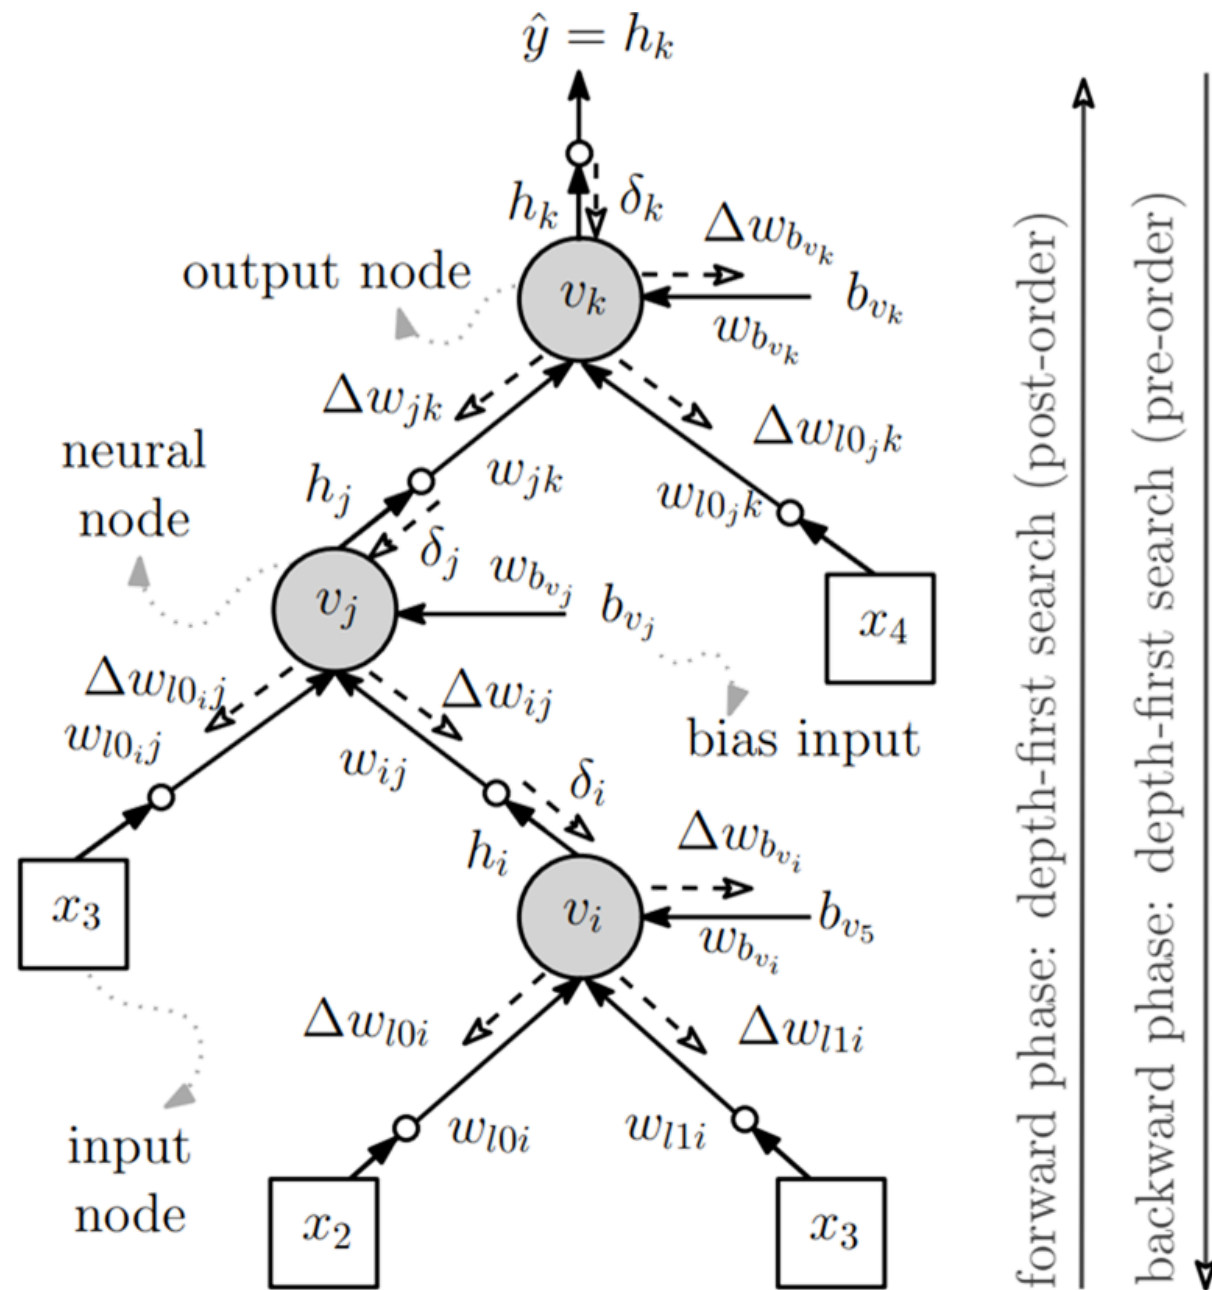 ŷ = h_k
h_k
δ_k
Δw_{b_{v_k}}
output node
v_k
b_{v_k}
w_{b_{v_k}}
Δw_{jk}
Δw_{l0_jk}
neural
node
h_j
w_{jk}
w_{l0_jk}
δ_j
w_{b_{v_j}}
b_{v_j}
v_j
x_4
Δw_{l0_ij}
Δw_{ij}
w_{l0_ij}
w_{ij}
bias input
δ_i
Δw_{b_{v_i}}
h_i
x_3
v_i
b_{v_5}
w_{b_{v_i}}
Δw_{l0i}
Δw_{l1i}
w_{l0i}
w_{l1i}
input
node
x_2
x_3
forward phase: depth-first search (post-order)
backward phase: depth-first search (pre-order)